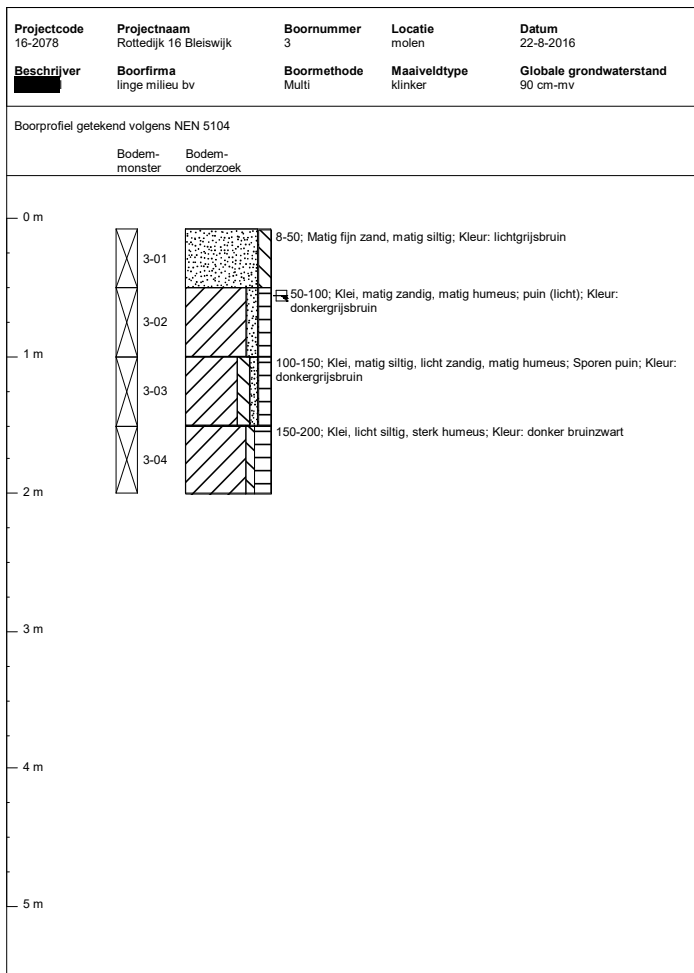 Projectcode Projectnaam Boornummer Locatie Datum
16-2078 Rottedijk 16 Bleiswijk 3 molen 22-8-2016
Beschrijver Boorfirma Boormethode Maaiveldtype Globale grondwaterstand
linge milieu bv Multi klinker 90 cm-mv
Boorprofiel getekend volgens NEN 5104
Bodem- Bodem-
monster onderzoek
0 m
8-50; Matig fijn zand, matig siltig; Kleur: lichtgrijsbruin
3-01
50-100; Klei, matig zandig, matig humeus; puin (licht); Kleur:
donkergrijsbruin
3-02
1 m
100-150; Klei, matig siltig, licht zandig, matig humeus; Sporen puin; Kleur:
donkergrijsbruin
3-03
150-200; Klei, licht siltig, sterk humeus; Kleur: donker bruinzwart
3-04
2 m
3 m
4 m
5 m